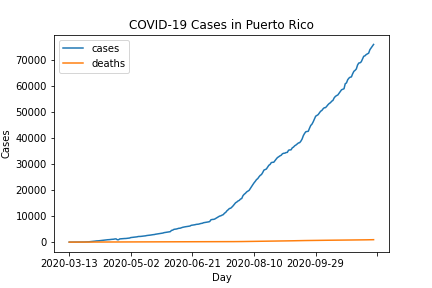 COVID-19 Cases in Puerto Rico
cases
deaths
70000
60000
50000
40000
30000
20000
10000
0
Cases
2020-03-13 2020-05-02 2020-06-21 2020-08-10 2020-09-29
Day